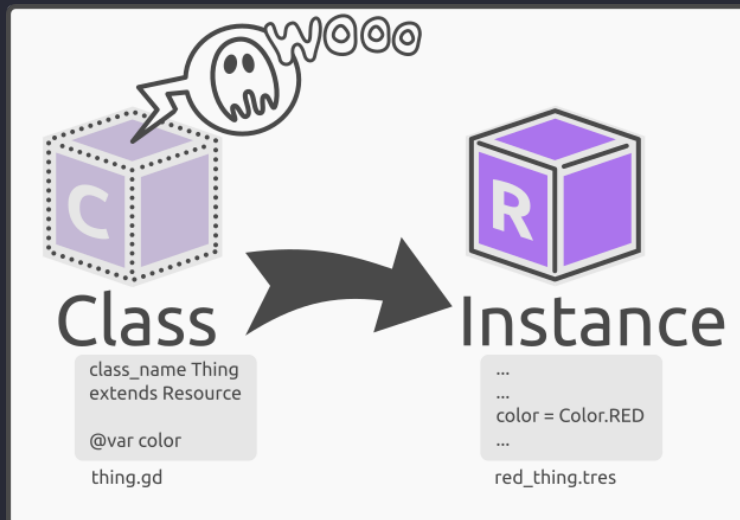 WOOO
C
R
Class
Instance
class_name Thing
extends Resource
@var color
thing.gd
...
...
color = Color.RED
...
red_thing.tres